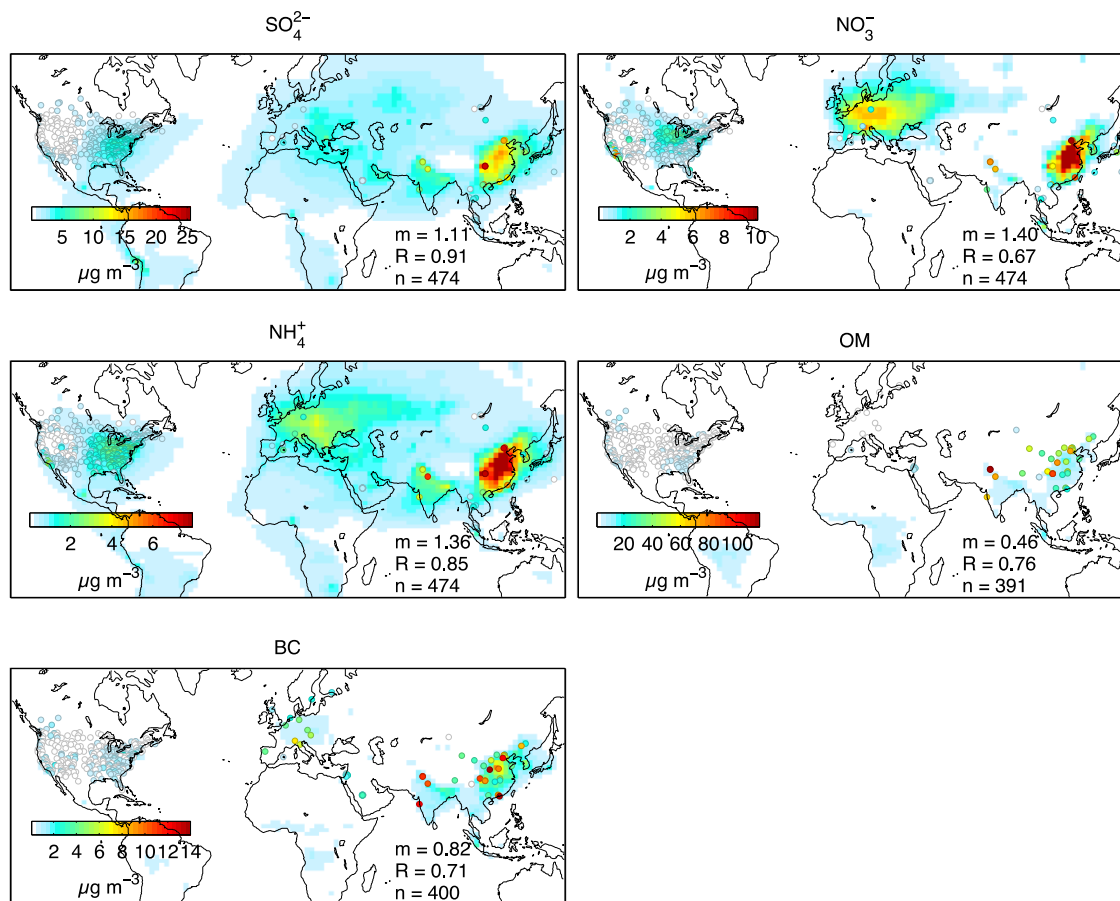 SO₄²⁻
5 10 15 20 25
µg m⁻³
m = 1.11
R = 0.91
n = 474
NO₃⁻
2 4 6 8 10
µg m⁻³
m = 1.40
R = 0.67
n = 474
NH₄⁺
2 4 6
µg m⁻³
m = 1.36
R = 0.85
n = 474
OM
20 40 60 80 100
µg m⁻³
m = 0.46
R = 0.76
n = 391
BC
2 4 6 8 10 12 14
µg m⁻³
m = 0.82
R = 0.71
n = 400